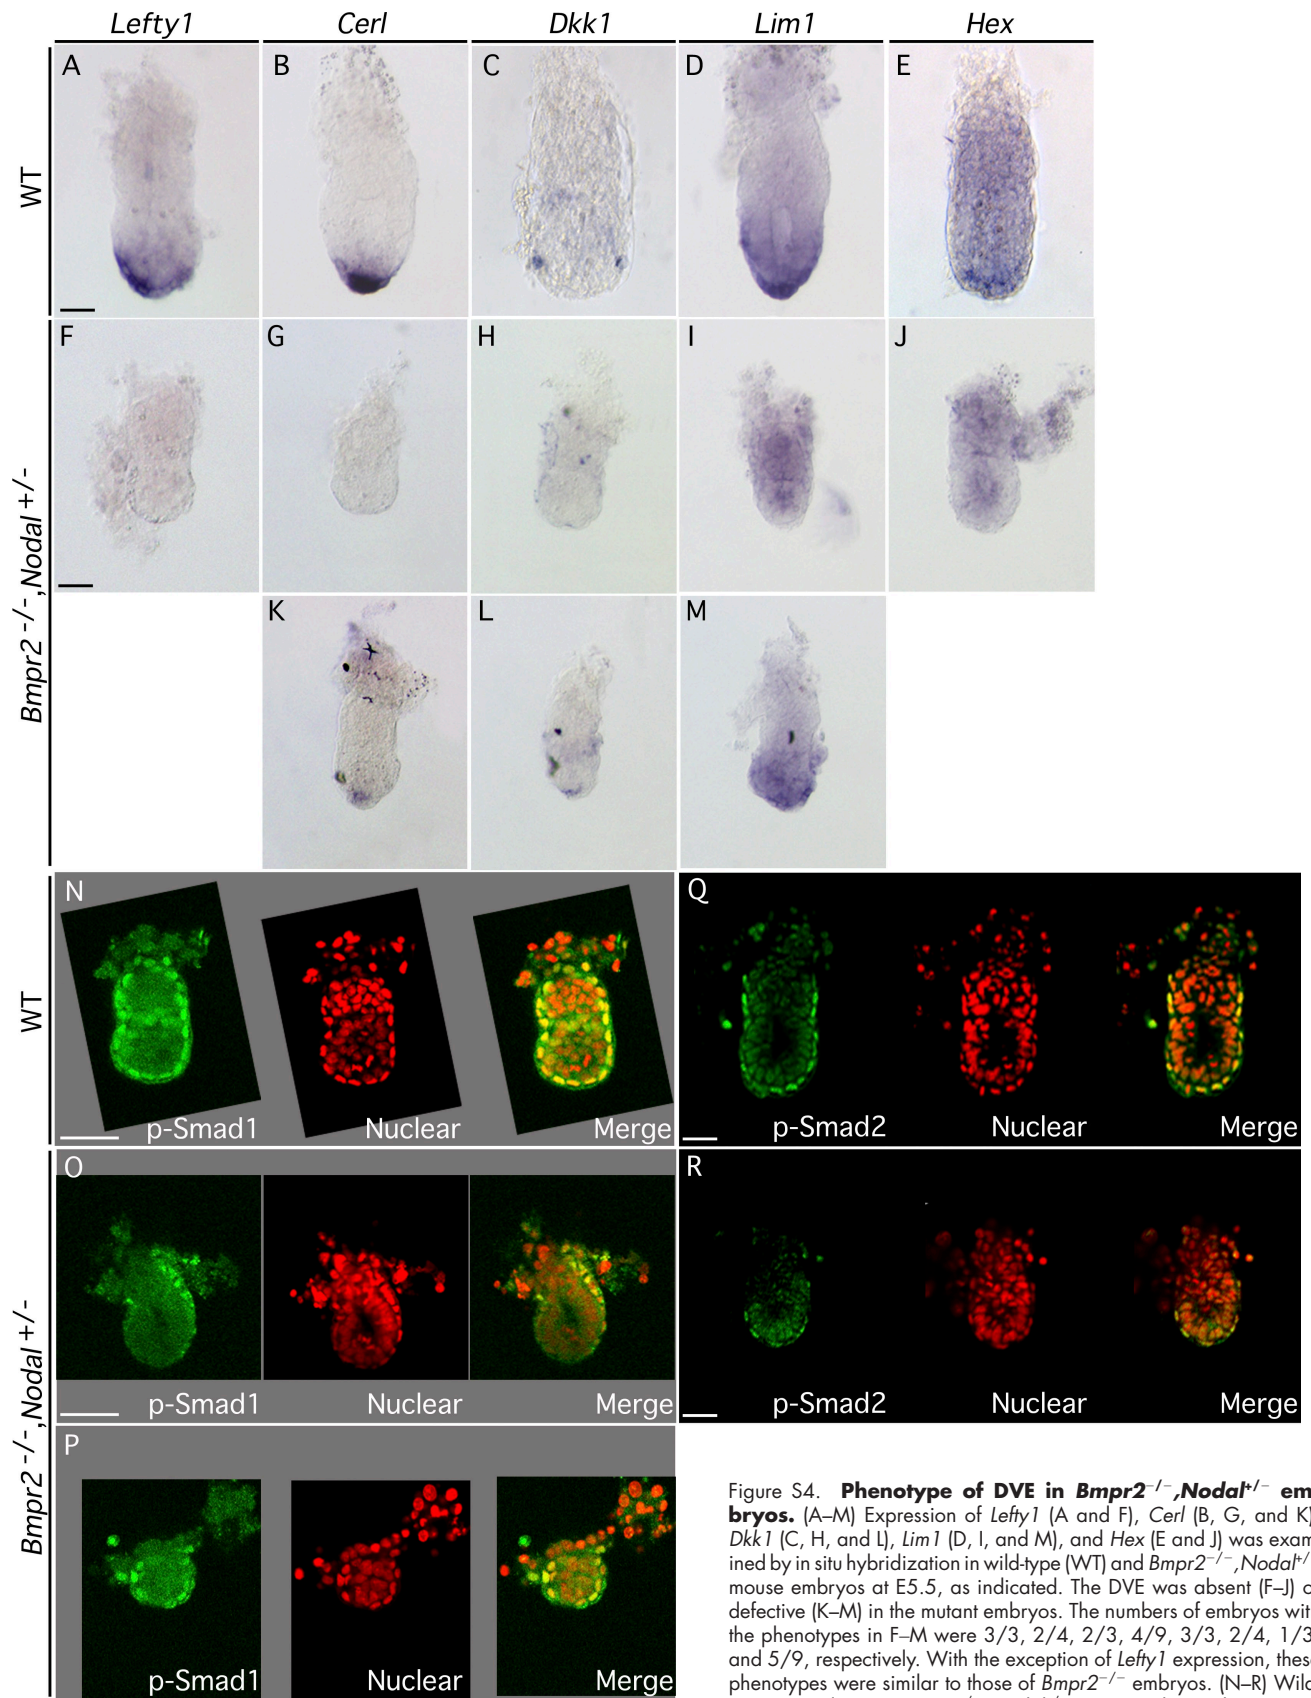 Lefty1 Cerl Dkk1 Lim1 Hex
WT
A B C D E
Bmpr2 -/-,Nodal +/-
F G H I J
K L M
WT
N
p-Smad1 Nuclear Merge
Q
p-Smad2 Nuclear Merge
Bmpr2 -/-,Nodal +/-
O
p-Smad1 Nuclear Merge
R
p-Smad2 Nuclear Merge
P
p-Smad1 Nuclear Merge
Figure S4. Phenotype of DVE in Bmpr2−/−,Nodal+/− em
bryos. (A–M) Expression of Lefty1 (A and F), Cerl (B, G, and K)
Dkk1 (C, H, and L), Lim1 (D, I, and M), and Hex (E and J) was exam
ined by in situ hybridization in wild-type (WT) and Bmpr2−/−,Nodal+/
mouse embryos at E5.5, as indicated. The DVE was absent (F–J) o
defective (K–M) in the mutant embryos. The numbers of embryos wit
the phenotypes in F–M were 3/3, 2/4, 2/3, 4/9, 3/3, 2/4, 1/3
and 5/9, respectively. With the exception of Lefty1 expression, these
phenotypes were similar to those of Bmpr2−/− embryos. (N–R) Wild